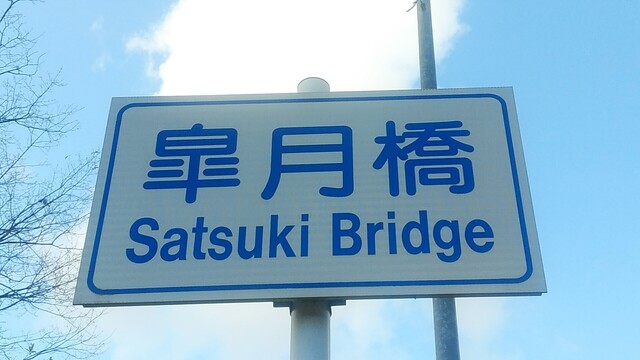 皐月橋
Satsuki Bridge